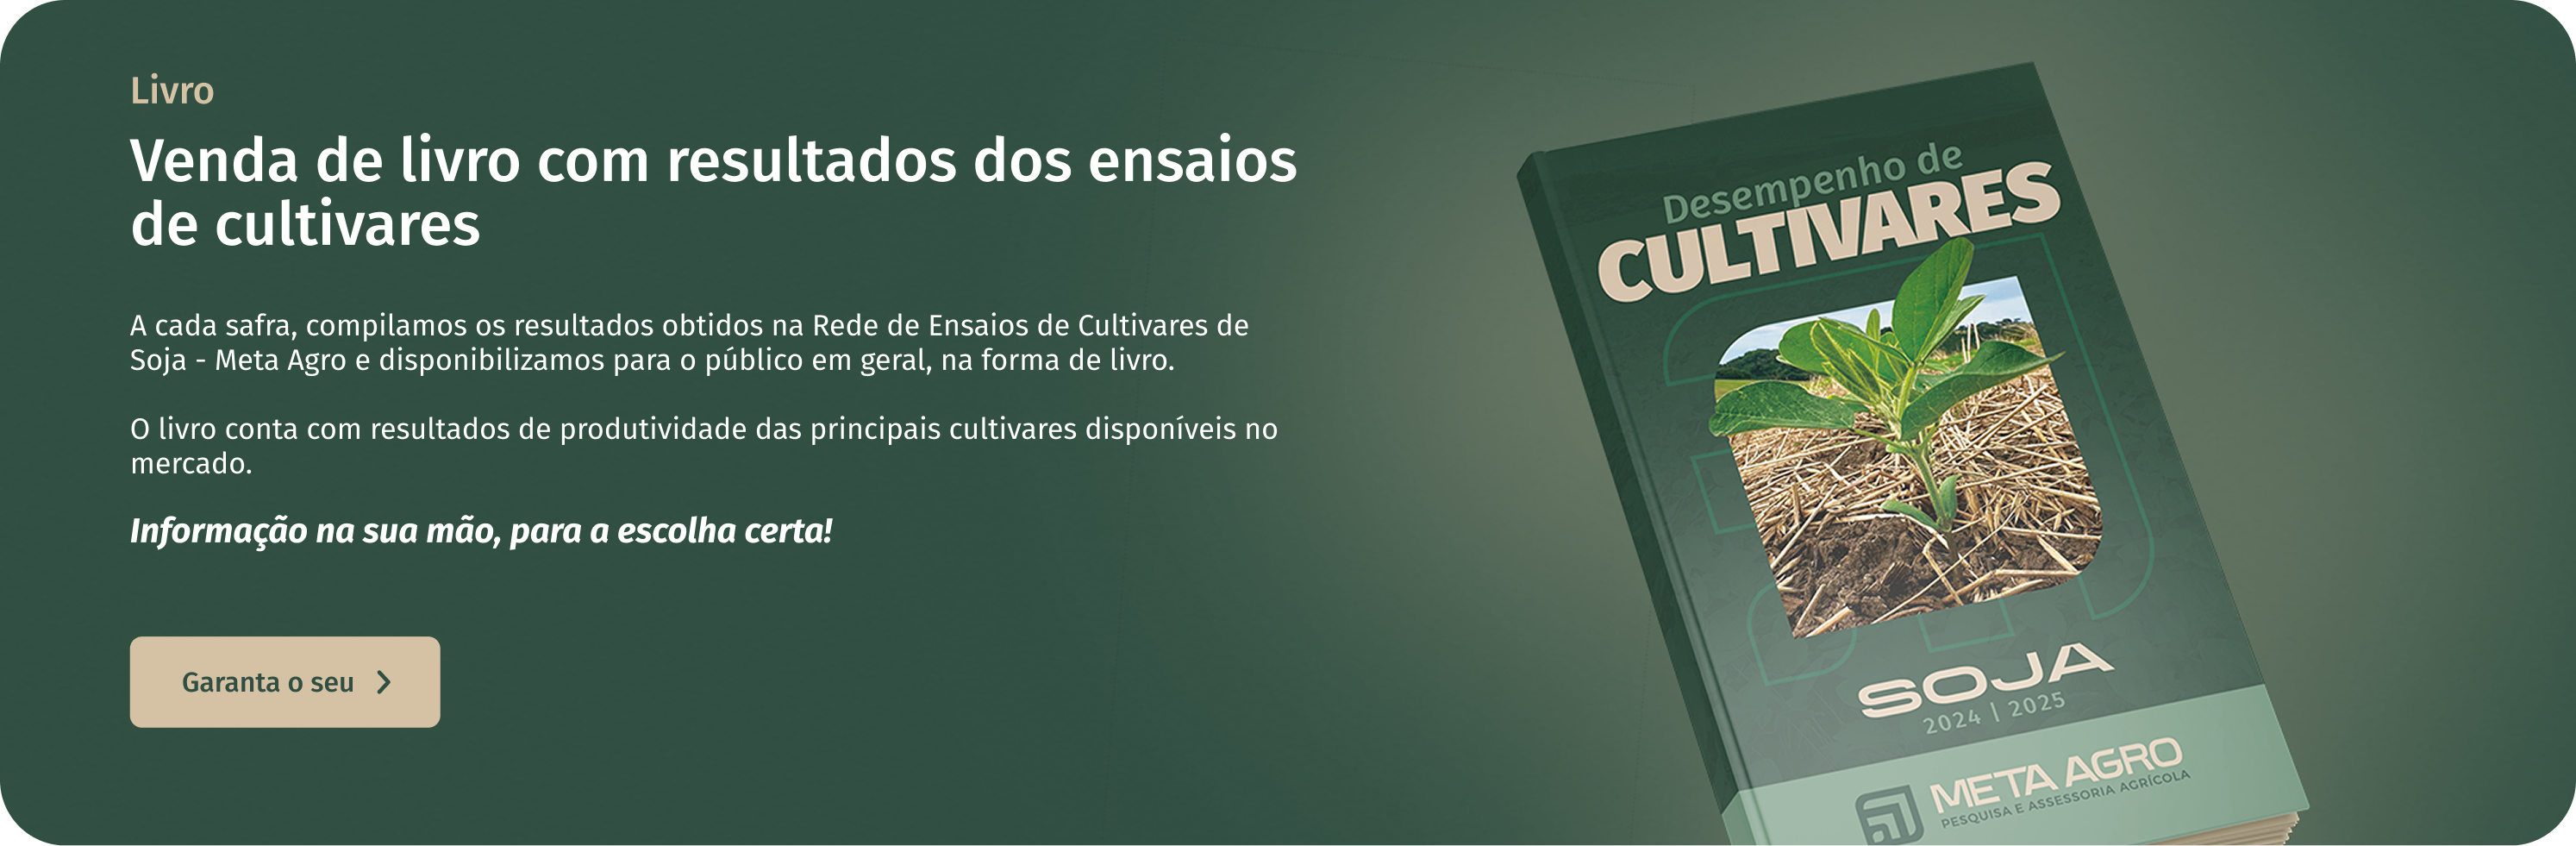 Livro
Venda de livro com resultados dos ensaios
de cultivares
A cada safra, compilamos os resultados obtidos na Rede de Ensaios de Cultivares de
Soja - Meta Agro e disponibilizamos para o público em geral, na forma de livro.
O livro conta com resultados de produtividade das principais cultivares disponíveis no
mercado.
Informação na sua mão, para a escolha certa!
Garanta o seu
Desempenho de
CULTIVARES
SOJA
2024 | 2025
META AGRO
PESQUISA E ASSESSORIA AGRÍCOLA